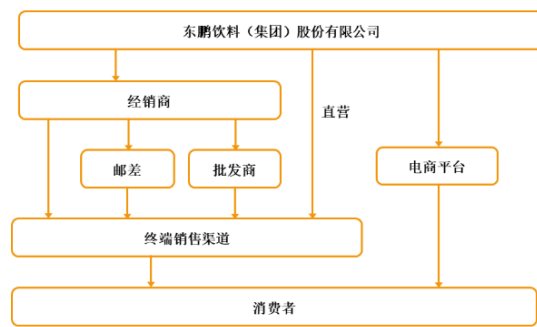 东鹏饮料（集团）股份有限公司
经销商
直营
邮差
批发商
电商平台
终端销售渠道
消费者